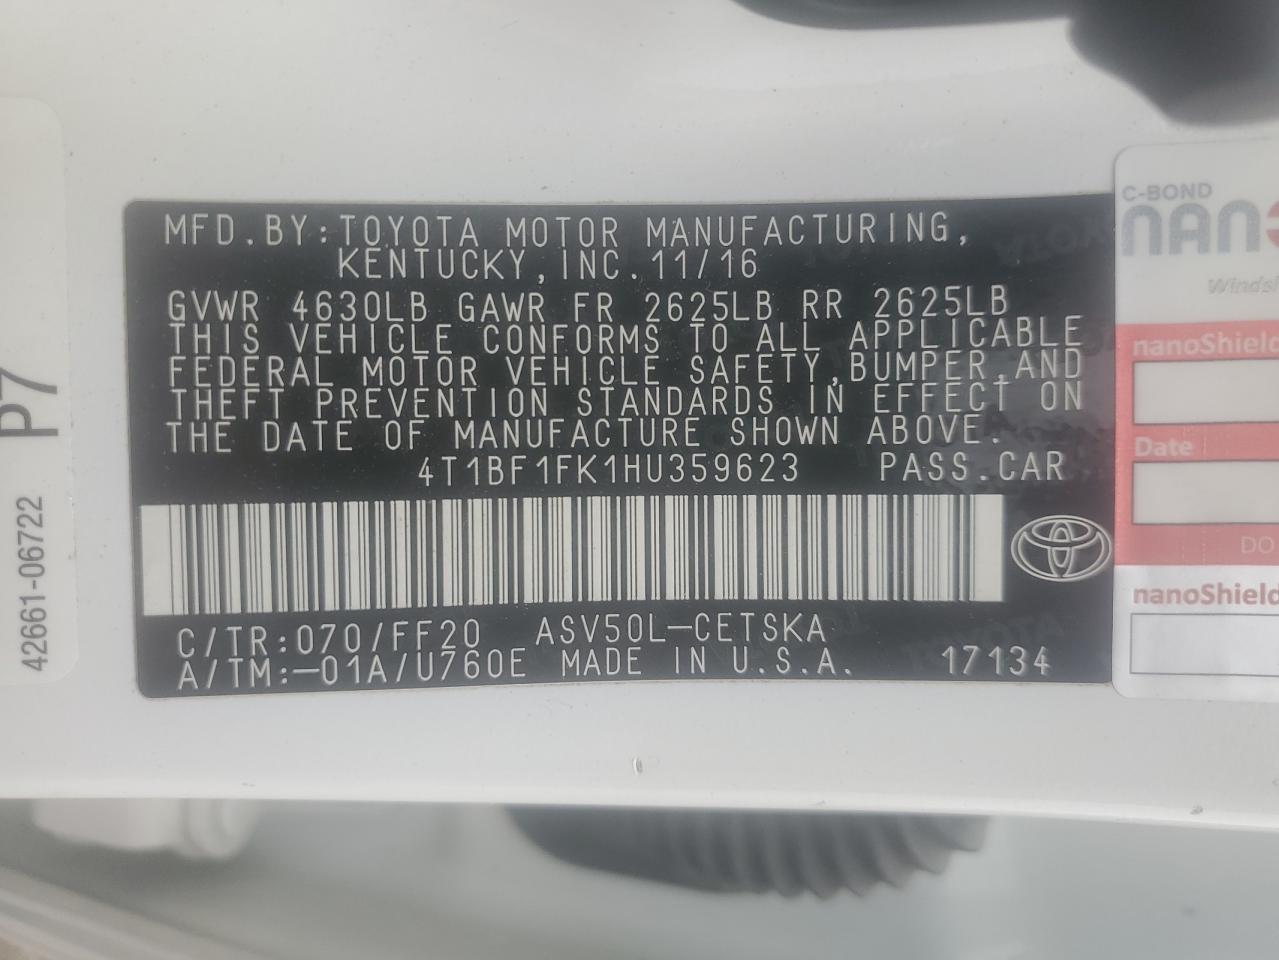 MFD.BY:TOYOTA MOTOR MANUFACTURING,
KENTUCKY,INC.11/16
GVWR 4630LB GAWR FR 2625LB RR 2625LB
THIS VEHICLE CONFORMS TO ALL APPLICABLE
FEDERAL MOTOR VEHICLE SAFETY,BUMPER,AND
THEFT PREVENTION STANDARDS IN EFFECT ON
THE DATE OF MANUFACTURE SHOWN ABOVE.
4T1BF1FK1HU359623 PASS.CAR
C/TR:070/FF20 ASV50L-CETSKA
A/TM:-01A/U760E MADE IN U.S.A. 17134
P7
42661-06722
C-BOND
nanoShield
Date
DO
nanoShield